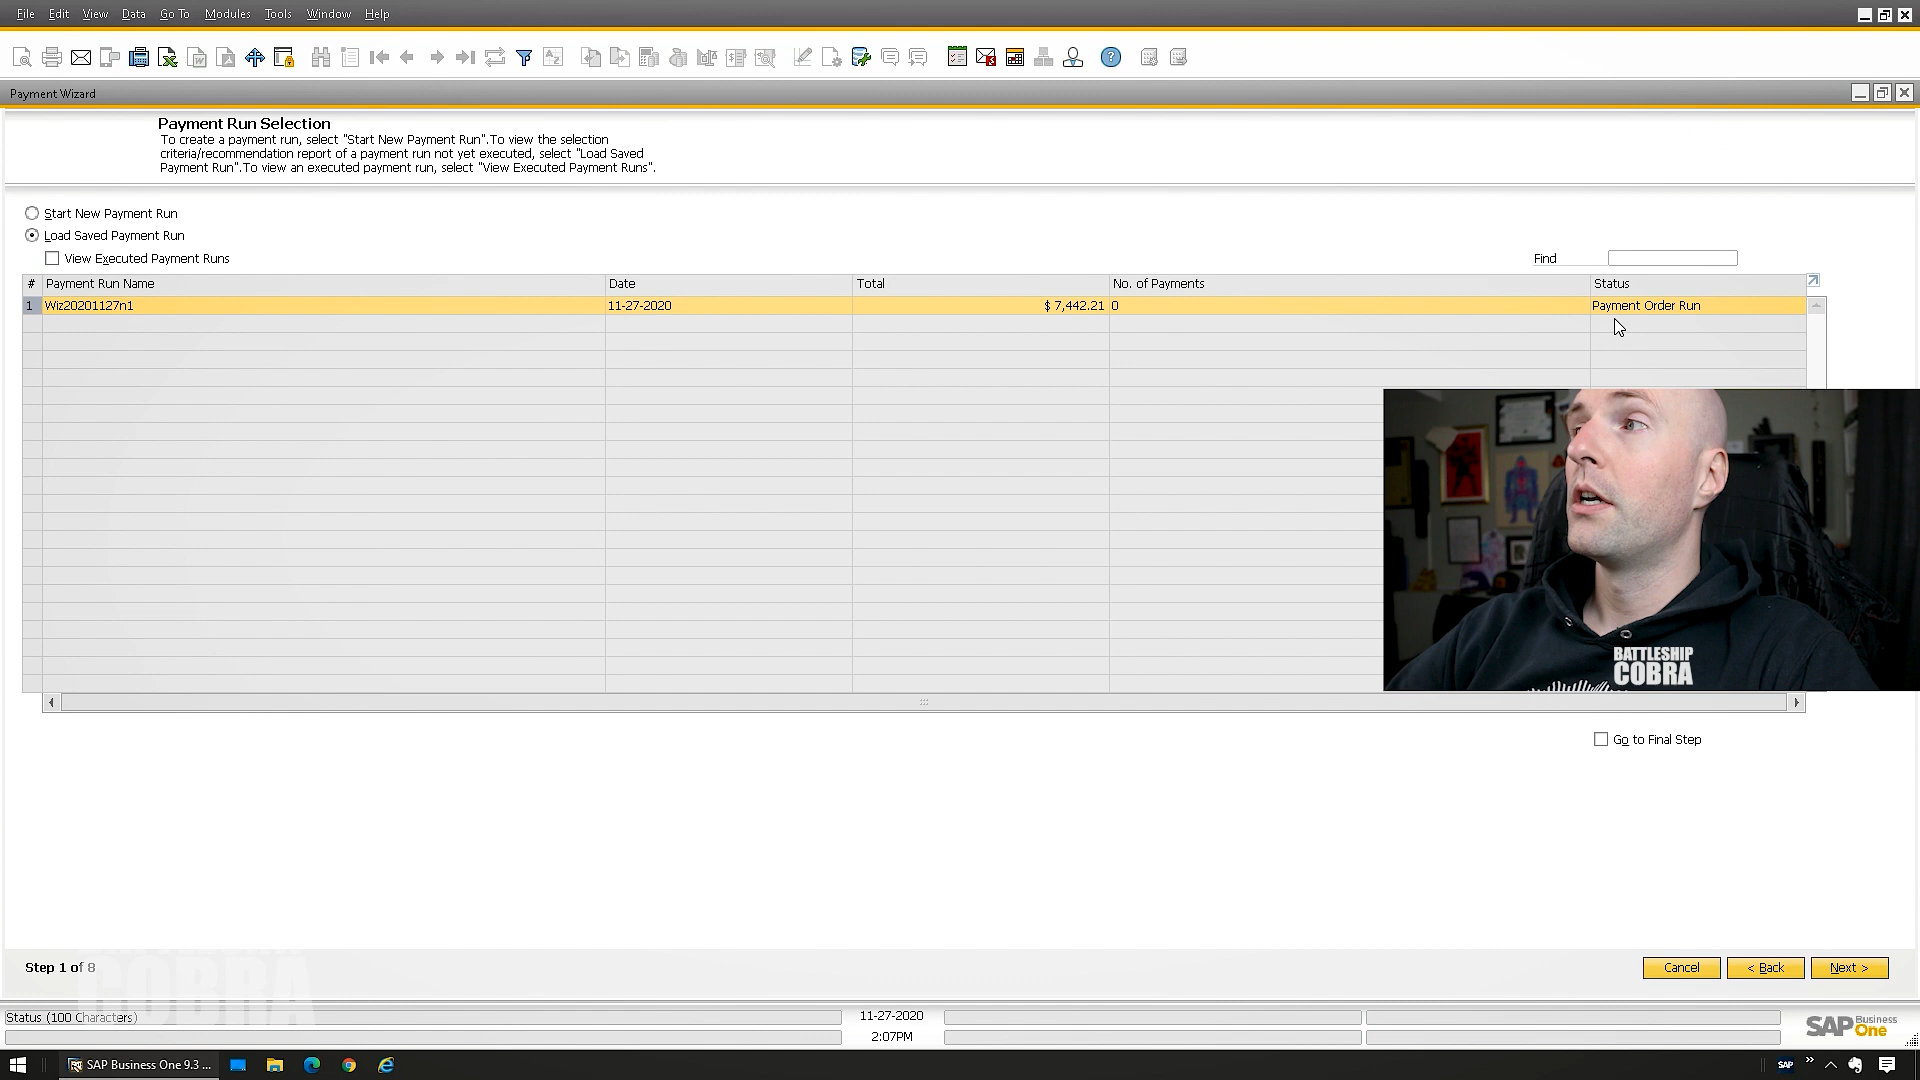 File Edit View Data Go To Modules Tools Window Help
Payment Wizard
Payment Run Selection
To create a payment run, select "Start New Payment Run".To view the selection
criteria/recommendation report of a payment run not yet executed, select "Load Saved
Payment Run".To view an executed payment run, select "View Executed Payment Runs".
Start New Payment Run
Load Saved Payment Run
View Executed Payment Runs
Find
# Payment Run Name Date Total No. of Payments Status
1 Wiz20201127n1 11-27-2020 $ 7,442.21 0 Payment Order Run
BATTLESHIP
COBRA
Go to Final Step
Step 1 of 8
COBRA
Cancel < Back Next >
Status (100 Characters) 11-27-2020
2:07PM
SAP Business One
SAP Business One 9.3 ...
SAP